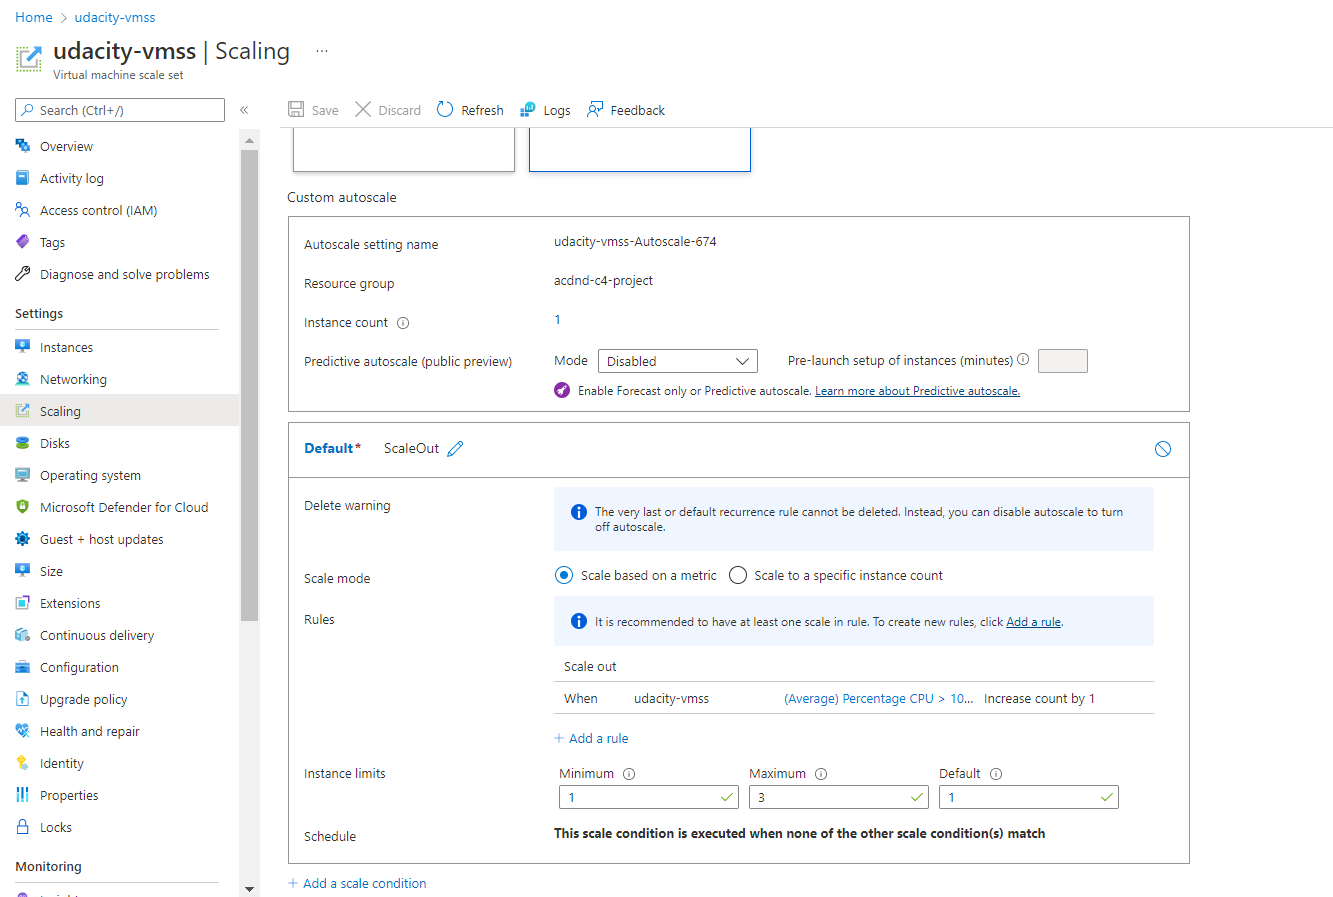 Home > udacity-vmss
udacity-vmss | Scaling ...
Virtual machine scale set
Search (Ctrl+/)
«
Save Discard Refresh Logs Feedback
Overview
Activity log
Access control (IAM)
Tags
Diagnose and solve problems
Settings
Instances
Networking
Scaling
Disks
Operating system
Microsoft Defender for Cloud
Guest + host updates
Size
Extensions
Continuous delivery
Configuration
Upgrade policy
Health and repair
Identity
Properties
Locks
Monitoring
Custom autoscale
Autoscale setting name udacity-vmss-Autoscale-674
Resource group acdnd-c4-project
Instance count 1
Predictive autoscale (public preview) Mode Disabled Pre-launch setup of instances (minutes)
Enable Forecast only or Predictive autoscale. Learn more about Predictive autoscale.
Default* ScaleOut
Delete warning
The very last or default recurrence rule cannot be deleted. Instead, you can disable autoscale to turn
off autoscale.
Scale mode Scale based on a metric Scale to a specific instance count
Rules
It is recommended to have at least one scale in rule. To create new rules, click Add a rule.
Scale out
When udacity-vmss (Average) Percentage CPU > 10... Increase count by 1
+ Add a rule
Instance limits Minimum Maximum Default
1 3 1
Schedule This scale condition is executed when none of the other scale condition(s) match
+ Add a scale condition